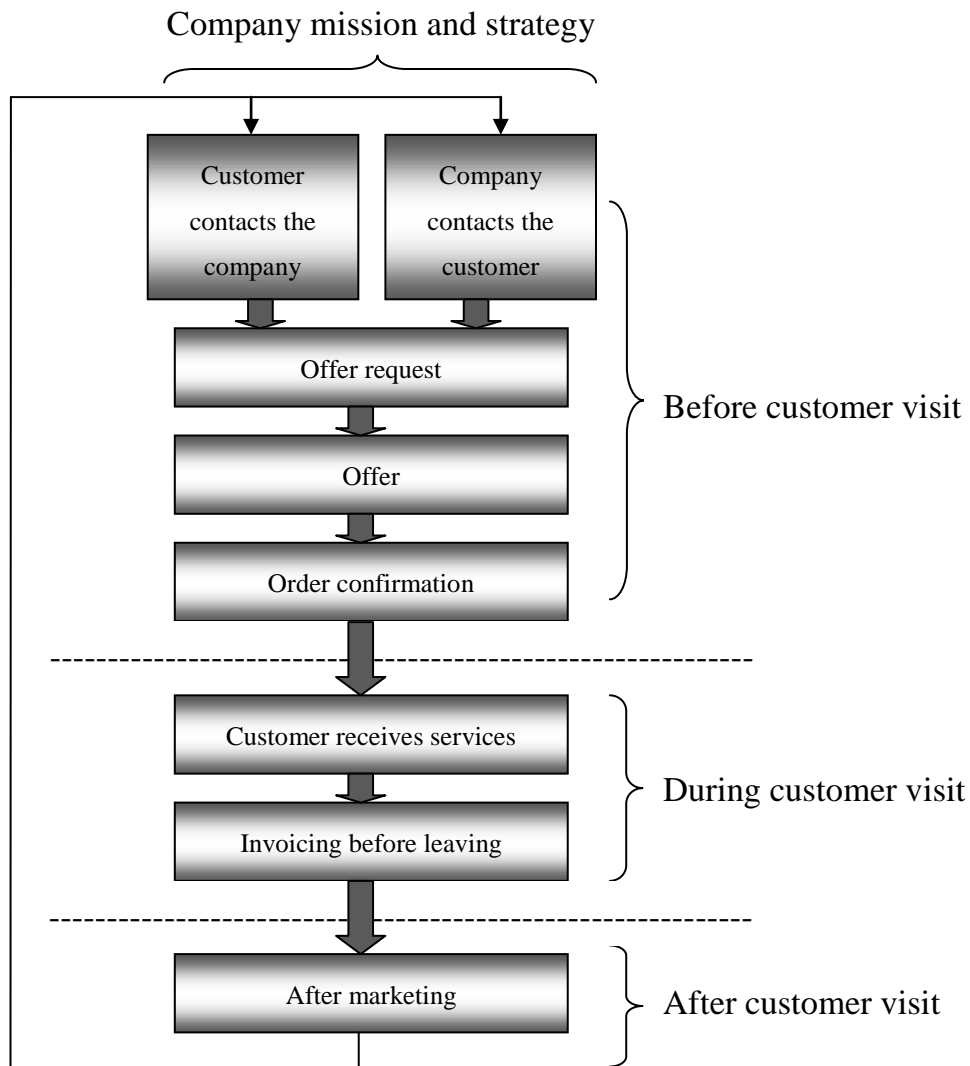 Company mission and strategy
Customer
contacts the
company
Company
contacts the
customer
Offer request
Before customer visit
Offer
Order confirmation
Customer receives services
During customer visit
Invoicing before leaving
After marketing
After customer visit